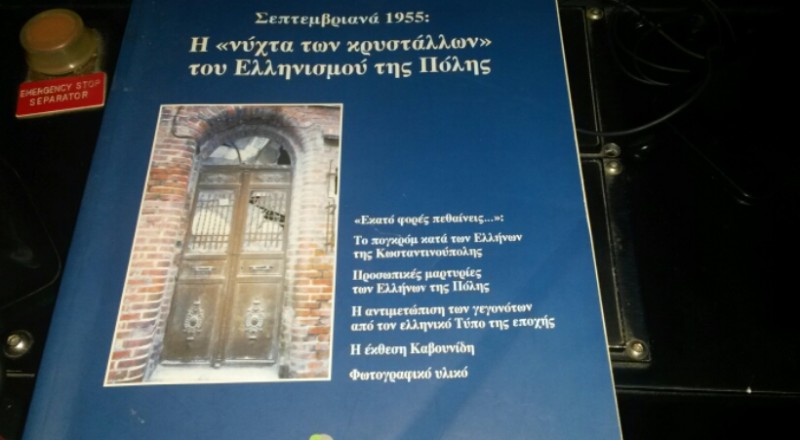 Σεπτεμβριανά 1955:
Η «νύχτα των κρυστάλλων»
του Ελληνισμού της Πόλης
EMERGENCY STOP
SEPARATOR
«Εκατό φορές πεθαίνεις...»:
Το πογκρόμ κατά των Ελλήνων
της Κωσταντινούπολης
Προσωπικές μαρτυρίες
των Ελλήνων της Πόλης
Η αντιμετώπιση των γεγονότων
από τον ελληνικό Τύπο της εποχής
Η έκθεση Καβουνίδη
Φωτογραφικό υλικό